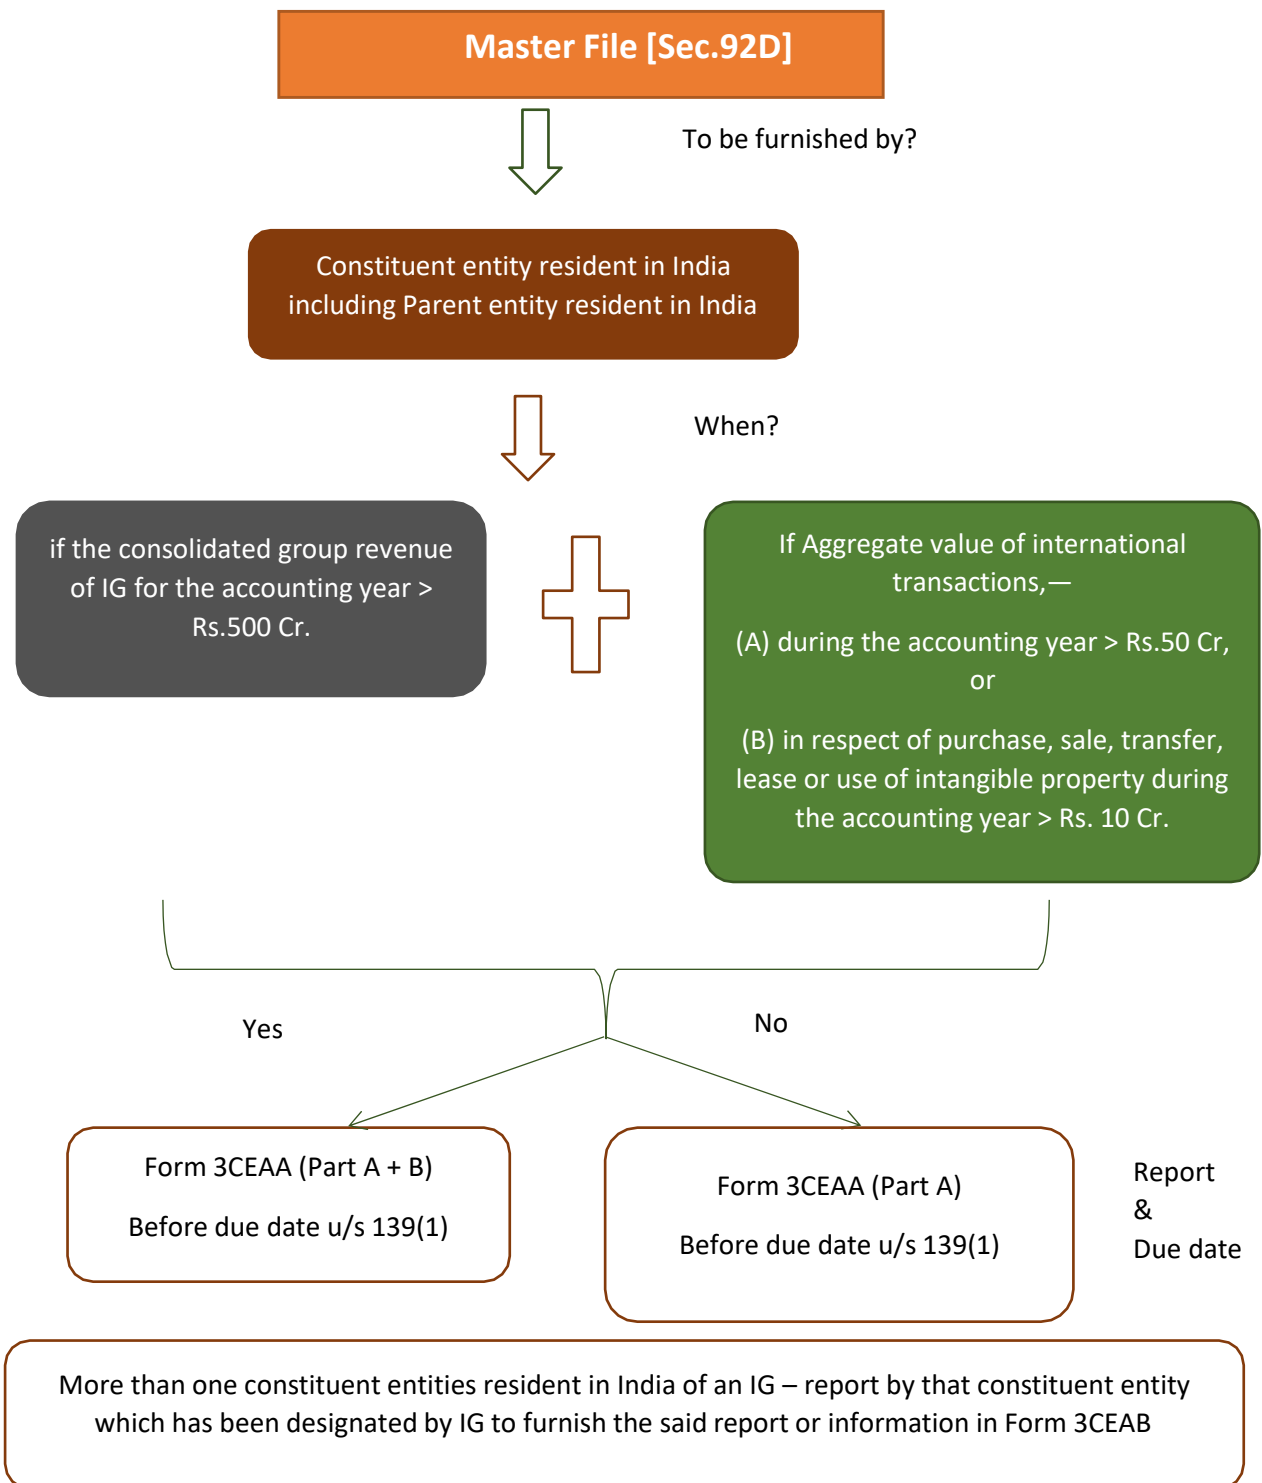 Master File [Sec.92D]
To be furnished by?
Constituent entity resident in India
including Parent entity resident in India
When?
if the consolidated group revenue
of IG for the accounting year >
Rs.500 Cr.
If Aggregate value of international
transactions,—
(A) during the accounting year > Rs.50 Cr,
or
(B) in respect of purchase, sale, transfer,
lease or use of intangible property during
the accounting year > Rs. 10 Cr.
Yes
No
Form 3CEAA (Part A + B)
Before due date u/s 139(1)
Form 3CEAA (Part A)
Before due date u/s 139(1)
Report
&
Due date
More than one constituent entities resident in India of an IG – report by that constituent entity
which has been designated by IG to furnish the said report or information in Form 3CEAB